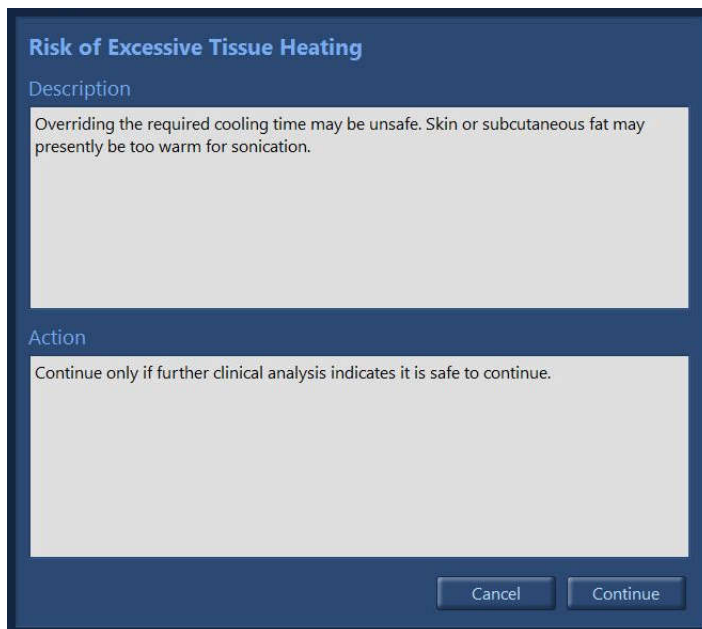 Risk of Excessive Tissue Heating
Description
Overriding the required cooling time may be unsafe. Skin or subcutaneous fat may
presently be too warm for sonication.
Action
Continue only if further clinical analysis indicates it is safe to continue.
Cancel Continue